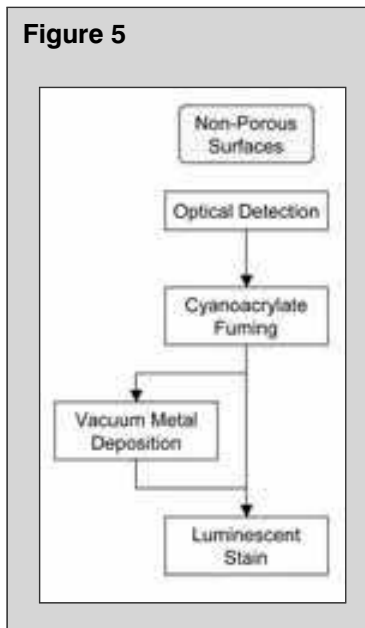 Figure 5
Non-Porous
Surfaces
Optical Detection
Cyanoacrylate
Fuming
Vacuum Metal
Deposition
Luminescent
Stain